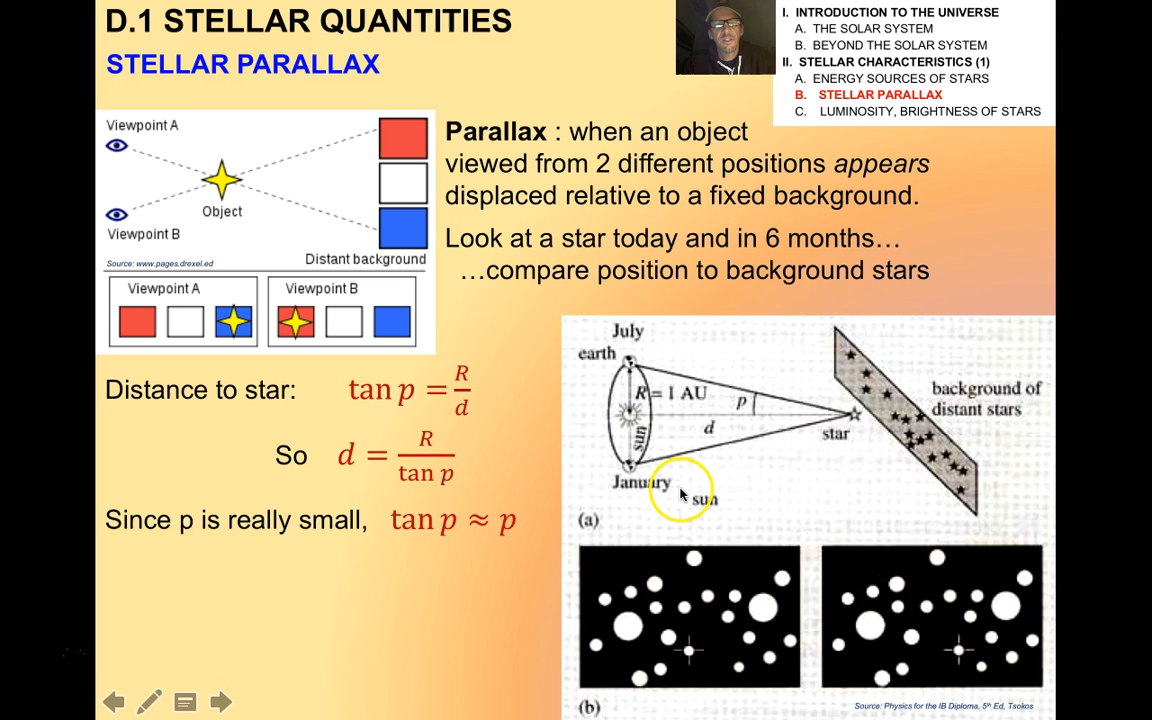 D.1 STELLAR QUANTITIES
STELLAR PARALLAX
I. INTRODUCTION TO THE UNIVERSE
A. THE SOLAR SYSTEM
B. BEYOND THE SOLAR SYSTEM
II. STELLAR CHARACTERISTICS (1)
A. ENERGY SOURCES OF STARS
B. STELLAR PARALLAX
C. LUMINOSITY, BRIGHTNESS OF STARS
Viewpoint A
Object
Viewpoint B
Source: www.pages.drexel.ed
Distant background
Viewpoint A
Viewpoint B
Parallax : when an object
viewed from 2 different positions appears
displaced relative to a fixed background.
Look at a star today and in 6 months…
…compare position to background stars
Distance to star: tan p = R/d
So d = R/tan p
Since p is really small, tan p ≈ p
July
earth
R = 1 AU
p
d
sun
star
background of
distant stars
January
sun
(a)
(b)
Source: Physics for the IB Diploma, 5th Ed, Tsokos